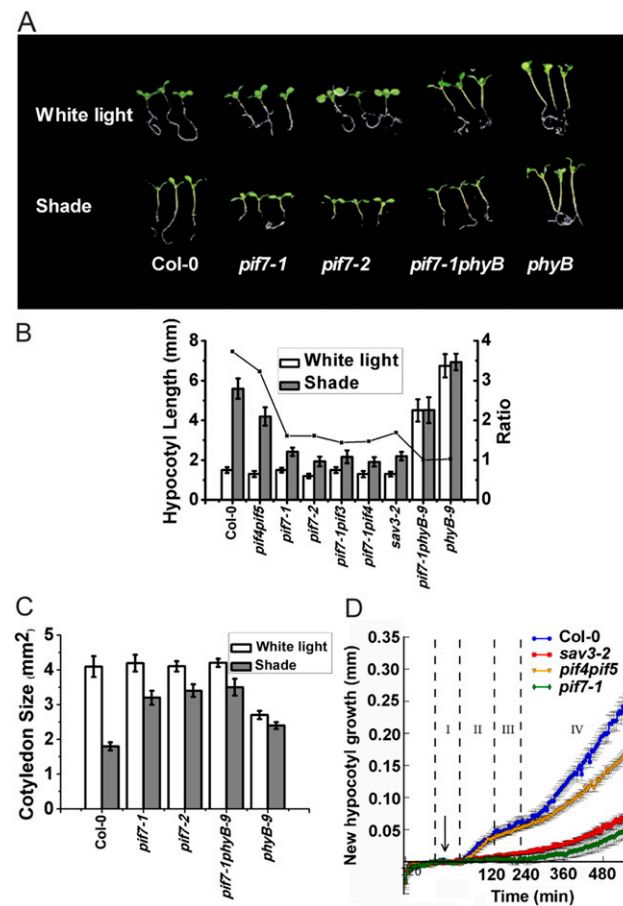 A
White light
Shade
Col-0 pif7-1 pif7-2 pif7-1phyB phyB
B
Hypocotyl Length (mm)
8
6
4
2
0
White light
Shade
4
3
2
1
0
Ratio
Col-0
pif4pif5
pif7-1
pif7-2
pif7-1pif3
pif7-1pif4
sav3-2
pif7-1phyB-9
phyB-9
C
Cotyledon Size (mm2)
5
4
3
2
1
0
White light
Shade
Col-0
pif7-1
pif7-2
pif7-1phyB-9
phyB-9
D
New hypocotyl growth (mm)
0.35
0.30
0.25
0.20
0.15
0.10
0.05
Col-0
sav3-2
pif4pif5
pif7-1
I II III IV
120 240 360 480
Time (min)